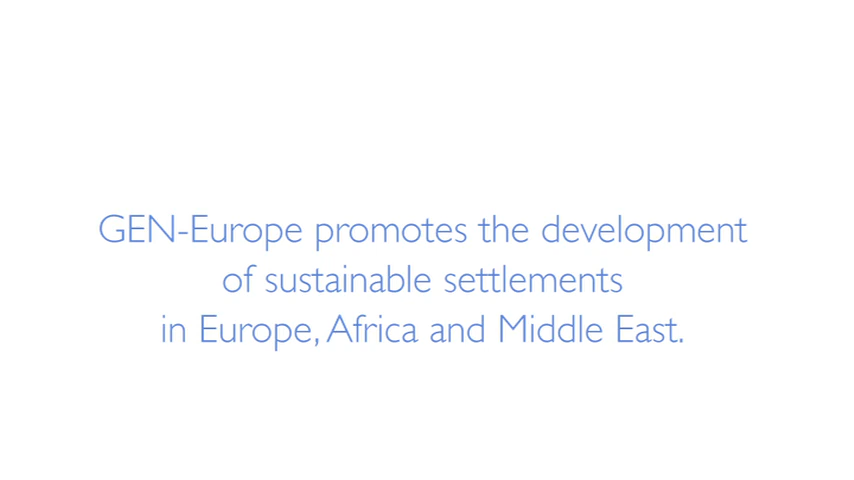 GEN-Europe promotes the development
of sustainable settlements
in Europe, Africa and Middle East.